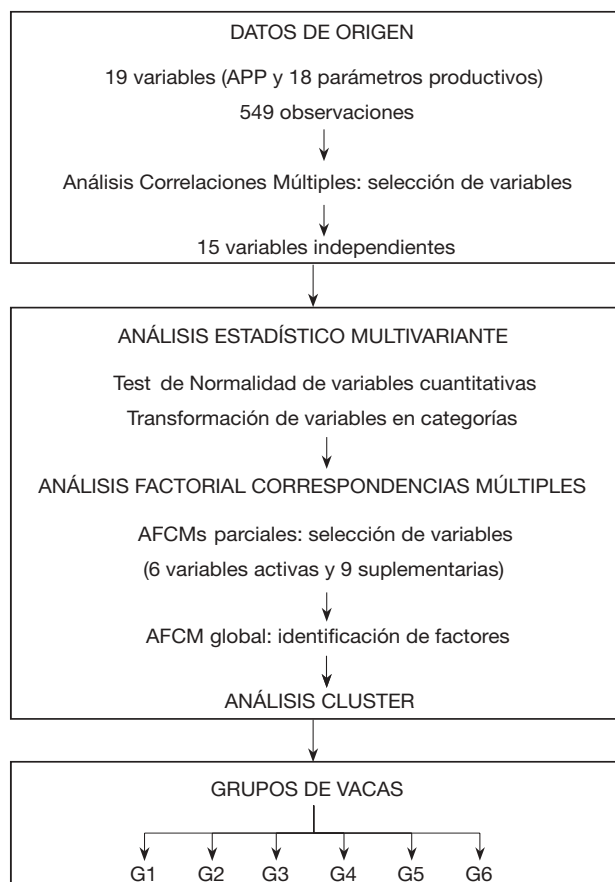 DATOS DE ORIGEN
19 variables (APP y 18 parámetros productivos)
549 observaciones
Análisis Correlaciones Múltiples: selección de variables
15 variables independientes
ANÁLISIS ESTADÍSTICO MULTIVARIANTE
Test de Normalidad de variables cuantitativas
Transformación de variables en categorías
ANÁLISIS FACTORIAL CORRESPONDENCIAS MÚLTIPLES
AFCMs parciales: selección de variables
(6 variables activas y 9 suplementarias)
AFCM global: identificación de factores
ANÁLISIS CLUSTER
GRUPOS DE VACAS
G1 G2 G3 G4 G5 G6